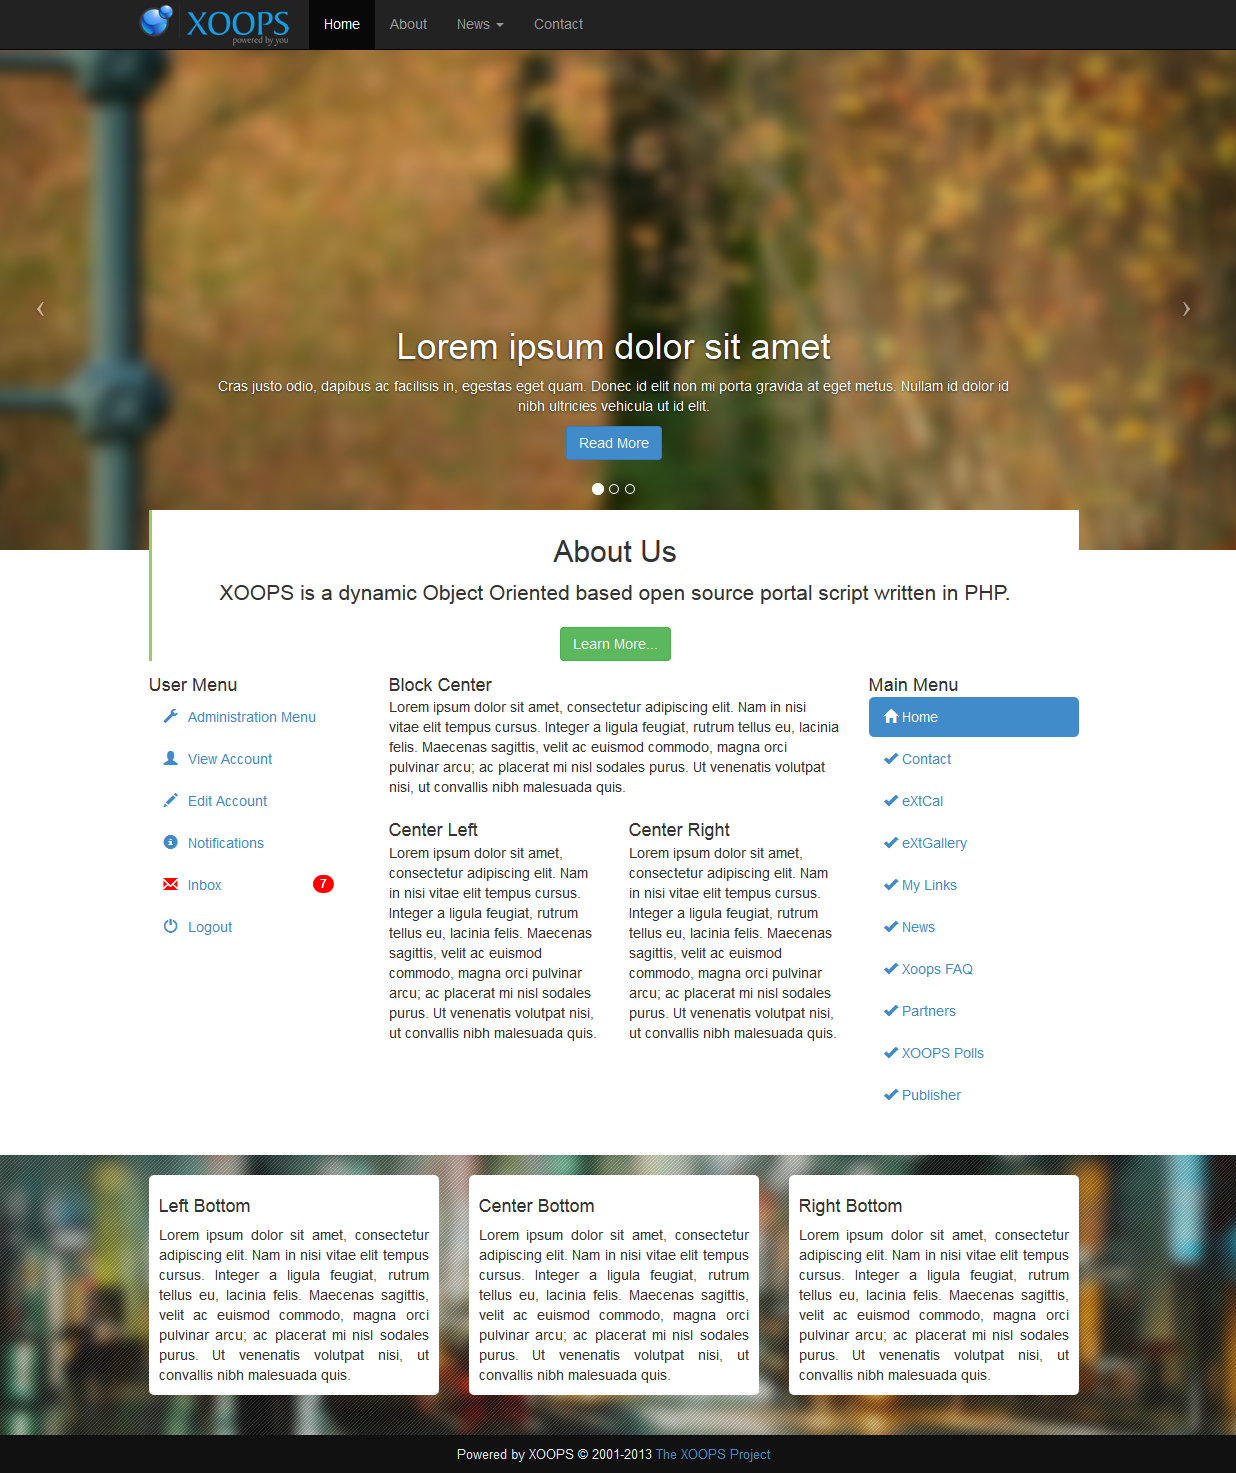 XOOPS
powered by you
Home
About
News
Contact
Lorem ipsum dolor sit amet
Cras justo odio, dapibus ac facilisis in, egestas eget quam. Donec id elit non mi porta gravida at eget metus. Nullam id dolor id
nibh ultricies vehicula ut id elit.
Read More
About Us
XOOPS is a dynamic Object Oriented based open source portal script written in PHP.
Learn More...
User Menu
Administration Menu
View Account
Edit Account
Notifications
Inbox 7
Logout
Block Center
Lorem ipsum dolor sit amet, consectetur adipiscing elit. Nam in nisi
vitae elit tempus cursus. Integer a ligula feugiat, rutrum tellus eu, lacinia
felis. Maecenas sagittis, velit ac euismod commodo, magna orci
pulvinar arcu; ac placerat mi nisl sodales purus. Ut venenatis volutpat
nisi, ut convallis nibh malesuada quis.
Center Left
Lorem ipsum dolor sit amet,
consectetur adipiscing elit. Nam
in nisi vitae elit tempus cursus.
Integer a ligula feugiat, rutrum
tellus eu, lacinia felis. Maecenas
sagittis, velit ac euismod
commodo, magna orci pulvinar
arcu; ac placerat mi nisl sodales
purus. Ut venenatis volutpat nisi,
ut convallis nibh malesuada quis.
Center Right
Lorem ipsum dolor sit amet,
consectetur adipiscing elit. Nam
in nisi vitae elit tempus cursus.
Integer a ligula feugiat, rutrum
tellus eu, lacinia felis. Maecenas
sagittis, velit ac euismod
commodo, magna orci pulvinar
arcu; ac placerat mi nisl sodales
purus. Ut venenatis volutpat nisi,
ut convallis nibh malesuada quis.
Main Menu
Home
Contact
eXtCal
eXtGallery
My Links
News
Xoops FAQ
Partners
XOOPS Polls
Publisher
Left Bottom
Lorem ipsum dolor sit amet, consectetur
adipiscing elit. Nam in nisi vitae elit tempus
cursus. Integer a ligula feugiat, rutrum
tellus eu, lacinia felis. Maecenas sagittis,
velit ac euismod commodo, magna orci
pulvinar arcu; ac placerat mi nisl sodales
purus. Ut venenatis volutpat nisi, ut
convallis nibh malesuada quis.
Center Bottom
Lorem ipsum dolor sit amet, consectetur
adipiscing elit. Nam in nisi vitae elit tempus
cursus. Integer a ligula feugiat, rutrum
tellus eu, lacinia felis. Maecenas sagittis,
velit ac euismod commodo, magna orci
pulvinar arcu; ac placerat mi nisl sodales
purus. Ut venenatis volutpat nisi, ut
convallis nibh malesuada quis.
Right Bottom
Lorem ipsum dolor sit amet, consectetur
adipiscing elit. Nam in nisi vitae elit tempus
cursus. Integer a ligula feugiat, rutrum
tellus eu, lacinia felis. Maecenas sagittis,
velit ac euismod commodo, magna orci
pulvinar arcu; ac placerat mi nisl sodales
purus. Ut venenatis volutpat nisi, ut
convallis nibh malesuada quis.
Powered by XOOPS © 2001-2013 The XOOPS Project